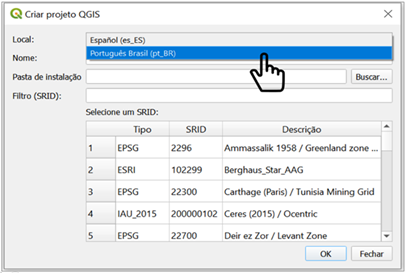 Criar projeto QGIS
Local:
Español (es_ES)
Português Brasil (pt_BR)
Nome:
Pasta de instalação
Buscar...
Filtro (SRID):
Selecione um SRID:
Tipo SRID Descrição
1 EPSG 2296 Ammassalik 1958 / Greenland zone ...
2 ESRI 102299 Berghaus_Star_AAG
3 EPSG 22300 Carthage (Paris) / Tunisia Mining Grid
4 IAU_2015 200000102 Ceres (2015) / Ocentric
5 EPSG 22700 Deir ez Zor / Levant Zone
OK Fechar